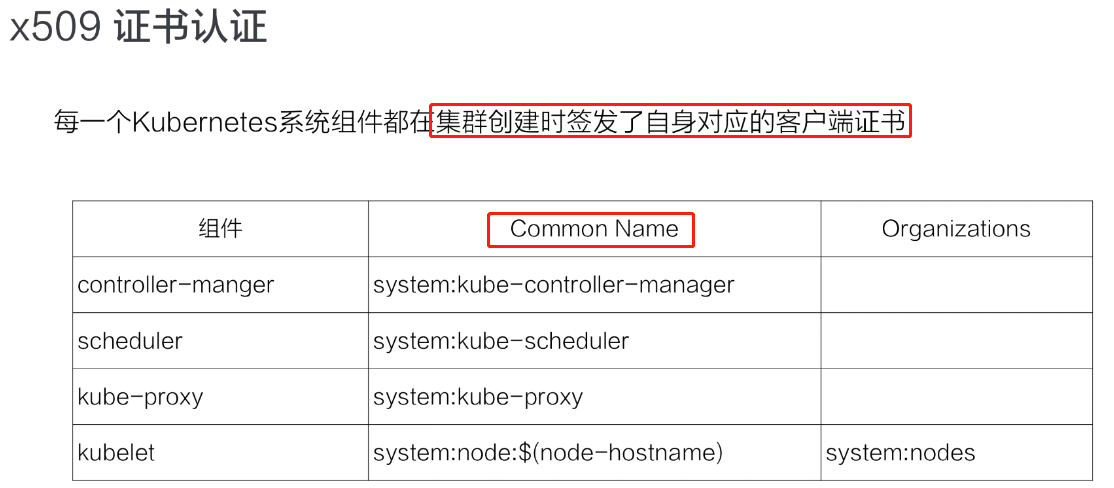 x509 证书认证
每一个Kubernetes系统组件都在集群创建时签发了自身对应的客户端证书
组件 Common Name Organizations
controller-manger system:kube-controller-manager
scheduler system:kube-scheduler
kube-proxy system:kube-proxy
kubelet system:node:$(node-hostname) system:nodes